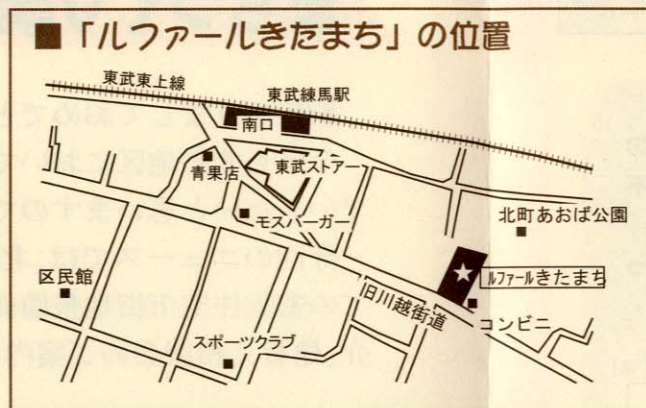 ■「ルファールきたまち」の位置
東武東上線
東武練馬駅
南口
青果店
東武ストアー
モスバーガー
北町あおば公園
区民館
ルファールきたまち
旧川越街道
コンビニ
スポーツクラブ